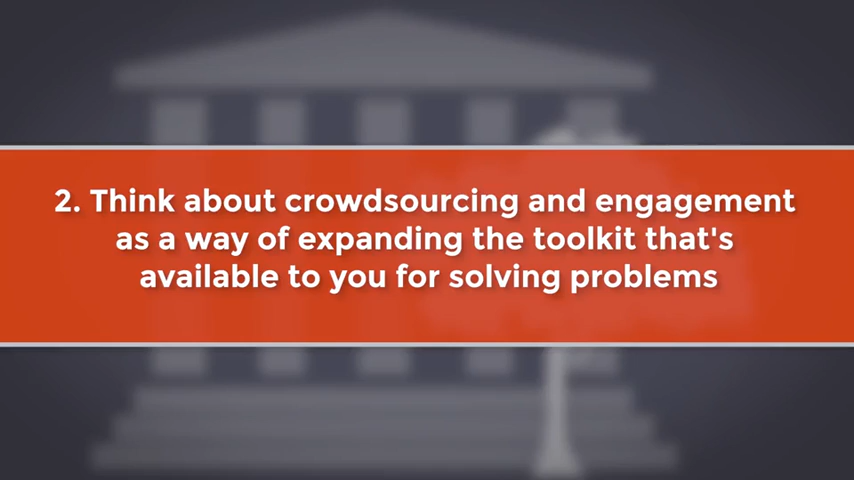 2. Think about crowdsourcing and engagement
as a way of expanding the toolkit that's
available to you for solving problems